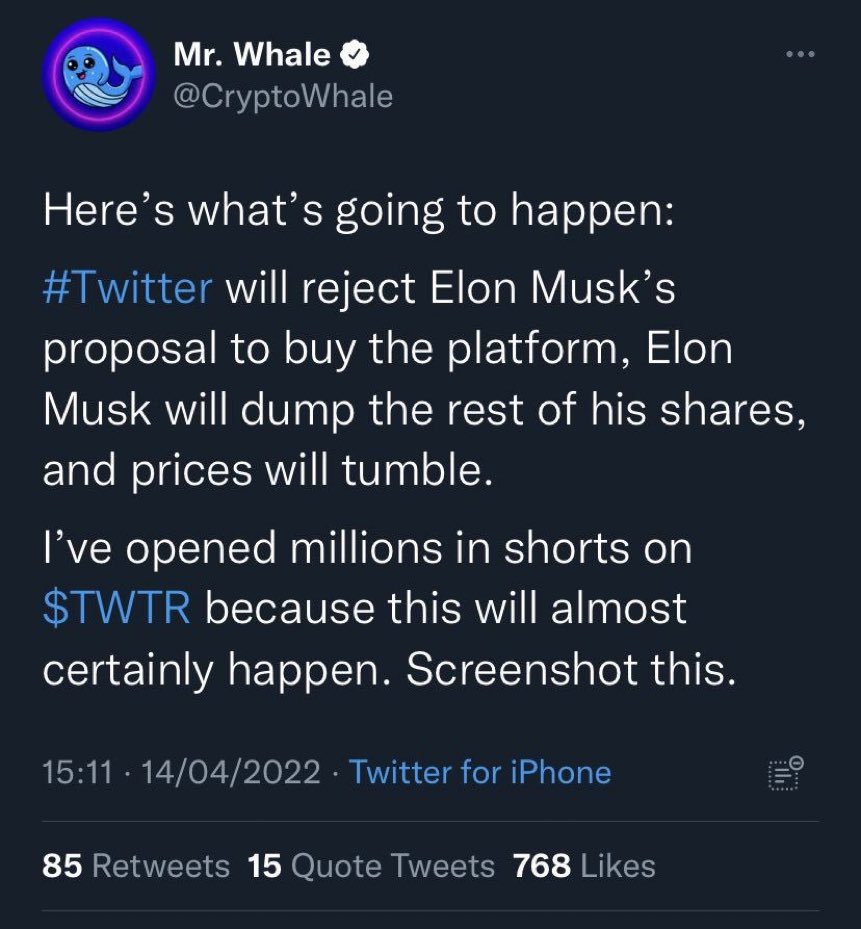 Mr. Whale
@CryptoWhale
Here’s what’s going to happen:
#Twitter will reject Elon Musk’s
proposal to buy the platform, Elon
Musk will dump the rest of his shares,
and prices will tumble.
I’ve opened millions in shorts on
$TWTR because this will almost
certainly happen. Screenshot this.
15:11 · 14/04/2022 · Twitter for iPhone
85 Retweets 15 Quote Tweets 768 Likes